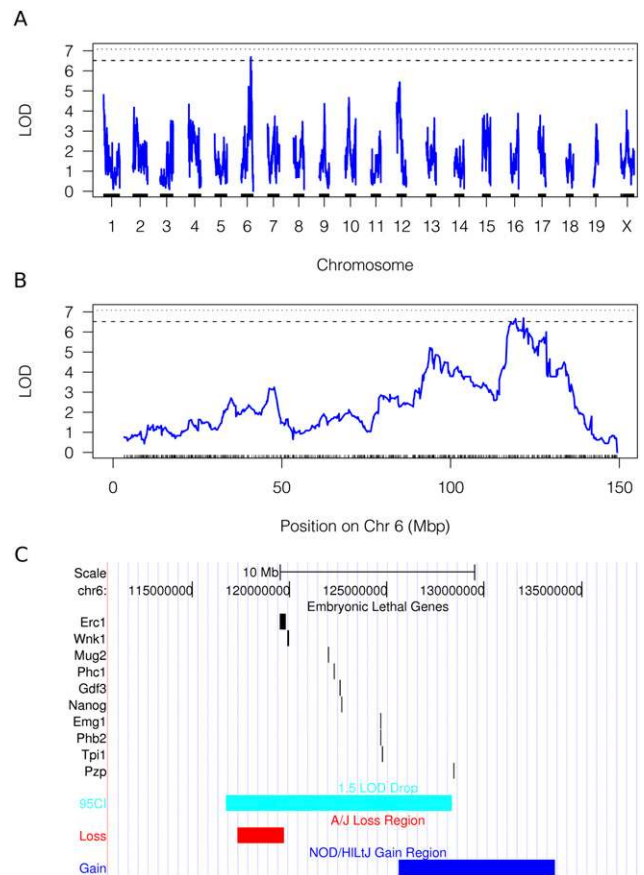 A
LOD
7
6
5
4
3
2
1
0
1 2 3 4 5 6 7 8 9 10 11 12 13 14 15 16 17 18 19 X
Chromosome
B
LOD
7
6
5
4
3
2
1
0
0 50 100 150
Position on Chr 6 (Mbp)
C
Scale 10 Mb
chr6: 115000000 120000000 125000000 130000000 135000000
Embryonic Lethal Genes
Erc1
Wnk1
Mug2
Phc1
Gdf3
Nanog
Emg1
Phb2
Tpi1
Pzp
1.5 LOD Drop
95CI
A/J Loss Region
Loss
NOD/HILtJ Gain Region
Gain